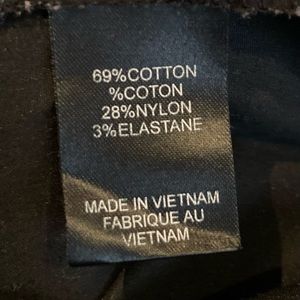 69%COTTON
%COTON
28%NYLON
3%ELASTANE
MADE IN VIETNAM
FABRIQUE AU
VIETNAM